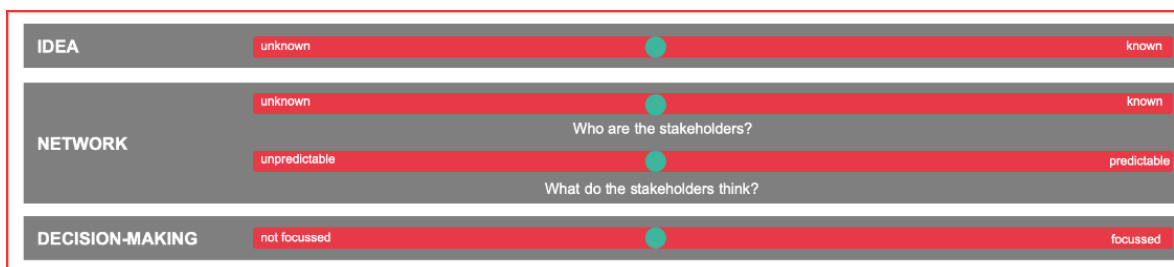 IDEA
unknown known
unknown known
Who are the stakeholders?
NETWORK
unpredictable predictable
What do the stakeholders think?
DECISION-MAKING
not focussed focussed